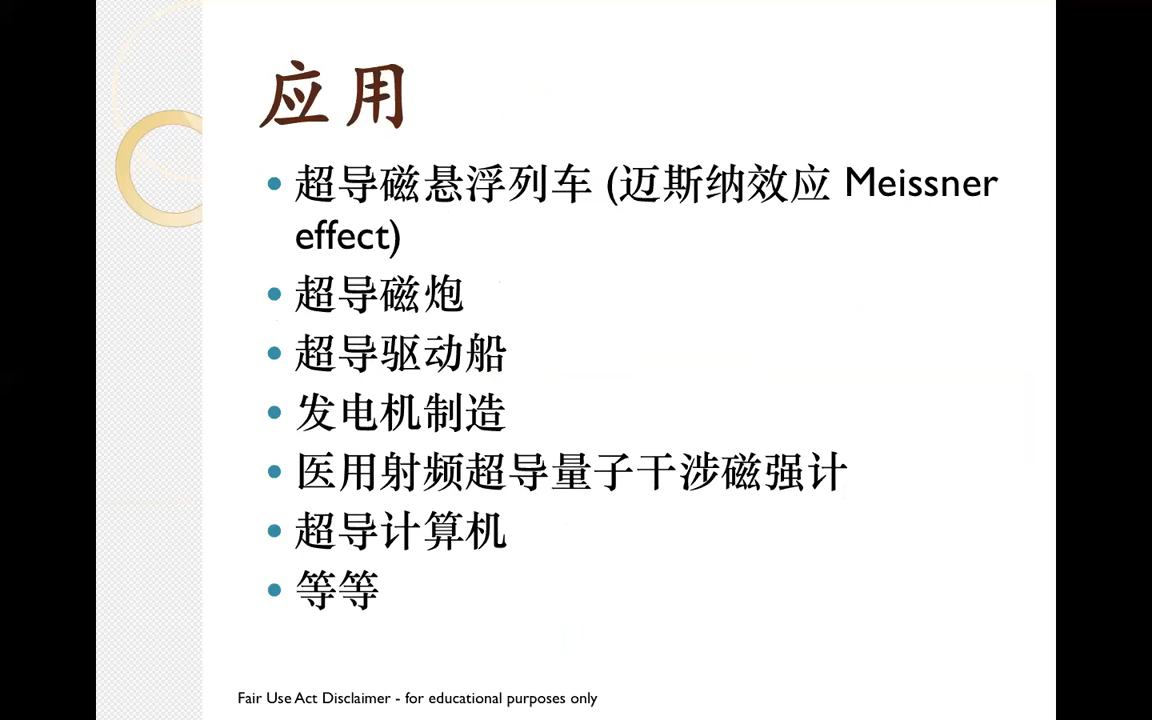 应用
超导磁悬浮列车 (迈斯纳效应 Meissner
effect)
超导磁炮
超导驱动船
发电机制造
医用射频超导量子干涉磁强计
超导计算机
等等
Fair Use Act Disclaimer - for educational purposes only